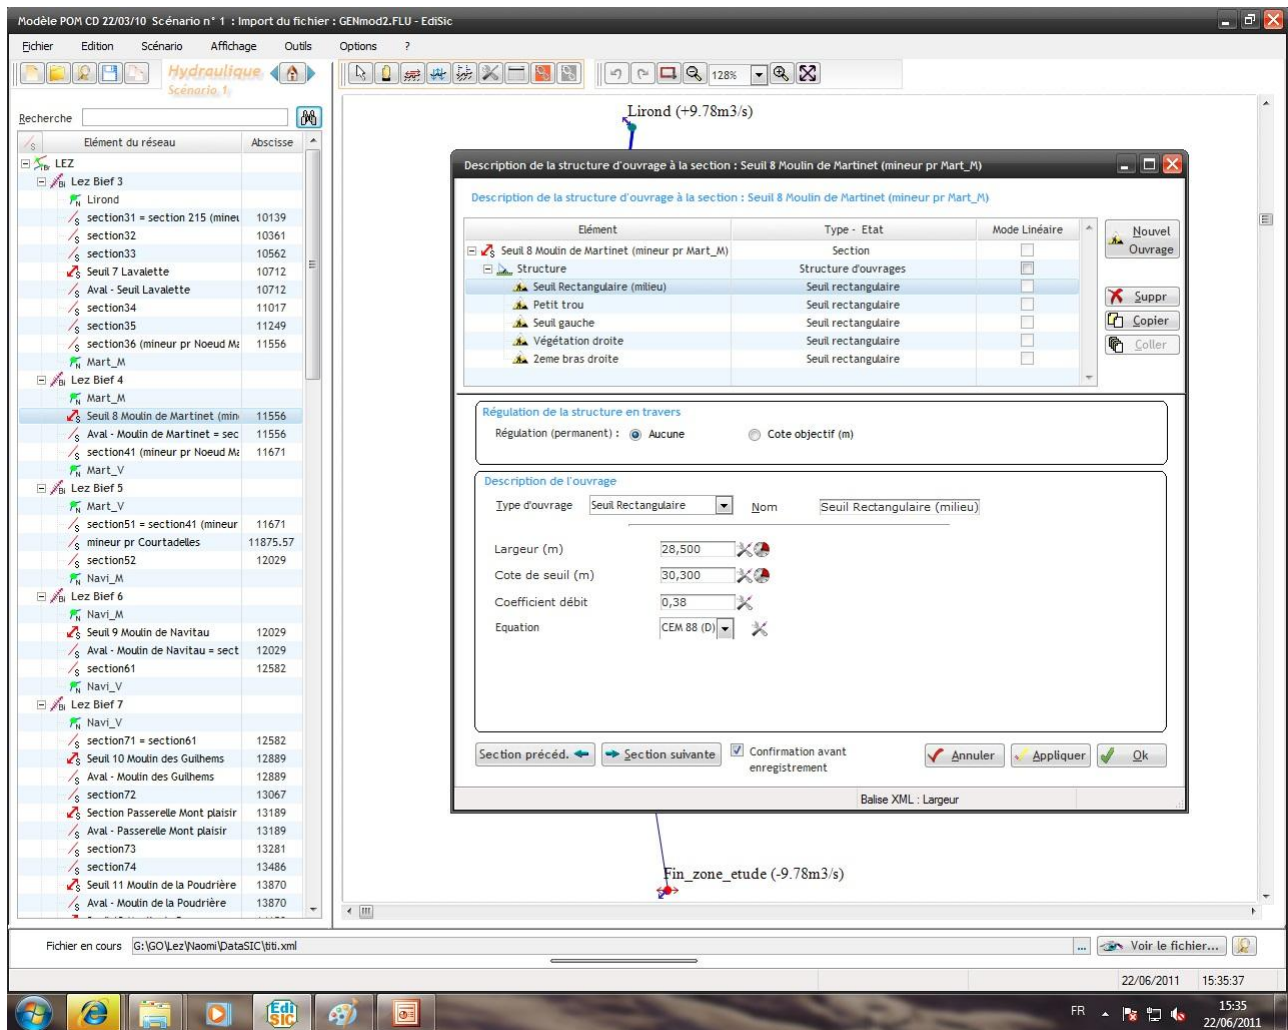 Modèle POM CD 22/03/10 Scénario n° 1 : Import du fichier : GENmod2.FLU - EdiSic
Fichier Edition Scénario Affichage Outils Options ?
Hydraulique
Scénario 1
128%
Recherche
Elément du réseau Abscisse
LEZ
Lez Bief 3
Lirond
section31 = section 215 (mineu 10139
section32 10361
section33 10562
Seuil 7 Lavalette 10712
Aval - Seuil Lavalette 10712
section34 11017
section35 11249
section36 (mineur pr Noeud Ma 11556
Mart_M
Lez Bief 4
Mart_M
Seuil 8 Moulin de Martinet (min 11556
Aval - Moulin de Martinet = sec 11556
section41 (mineur pr Noeud Ma 11671
Mart_V
Lez Bief 5
Mart_V
section51 = section41 (mineur 11671
mineur pr Courtadelles 11875.57
section52 12029
Navi_M
Lez Bief 6
Navi_M
Seuil 9 Moulin de Navitau 12029
Aval - Moulin de Navitau = sect 12029
section61 12582
Navi_V
Lez Bief 7
Navi_V
section71 = section61 12582
Seuil 10 Moulin des Guilhems 12889
Aval - Moulin des Guilhems 12889
section72 13067
Section Passerelle Mont plaisir 13189
Aval - Passerelle Mont plaisir 13189
section73 13281
section74 13486
Seuil 11 Moulin de la Poudrière 13870
Aval - Moulin de la Poudrière 13870
Lirond (+9.78m3/s)
Description de la structure d'ouvrage à la section : Seuil 8 Moulin de Martinet (mineur pr Mart_M)
Description de la structure d'ouvrage à la section : Seuil 8 Moulin de Martinet (mineur pr Mart_M)
Elément Type - Etat Mode Linéaire
Seuil 8 Moulin de Martinet (mineur pr Mart_M) Section
Structure Structure d'ouvrages
Seuil Rectangulaire (milieu) Seuil rectangulaire
Petit trou Seuil rectangulaire
Seuil gauche Seuil rectangulaire
Végétation droite Seuil rectangulaire
2eme bras droite Seuil rectangulaire
Nouvel
Ouvrage
Suppr
Copier
Coller
Régulation de la structure en travers
Régulation (permanent) : Aucune Cote objectif (m)
Description de l'ouvrage
Type d'ouvrage Seuil Rectangulaire Nom Seuil Rectangulaire (milieu)
Largeur (m) 28,500
Cote de seuil (m) 30,300
Coefficient débit 0,38
Equation CEM 88 (D)
Section précéd. Section suivante Confirmation avant
enregistrement
Annuler Appliquer Ok
Balise XML : Largeur
Fin_zone_etude (-9.78m3/s)
Fichier en cours G:\GO\Lez\Naomi\DataSIC\titi.xml ... Voir le fichier...
22/06/2011 15:35:37
Edi
SIC
FR 15:35
22/06/2011